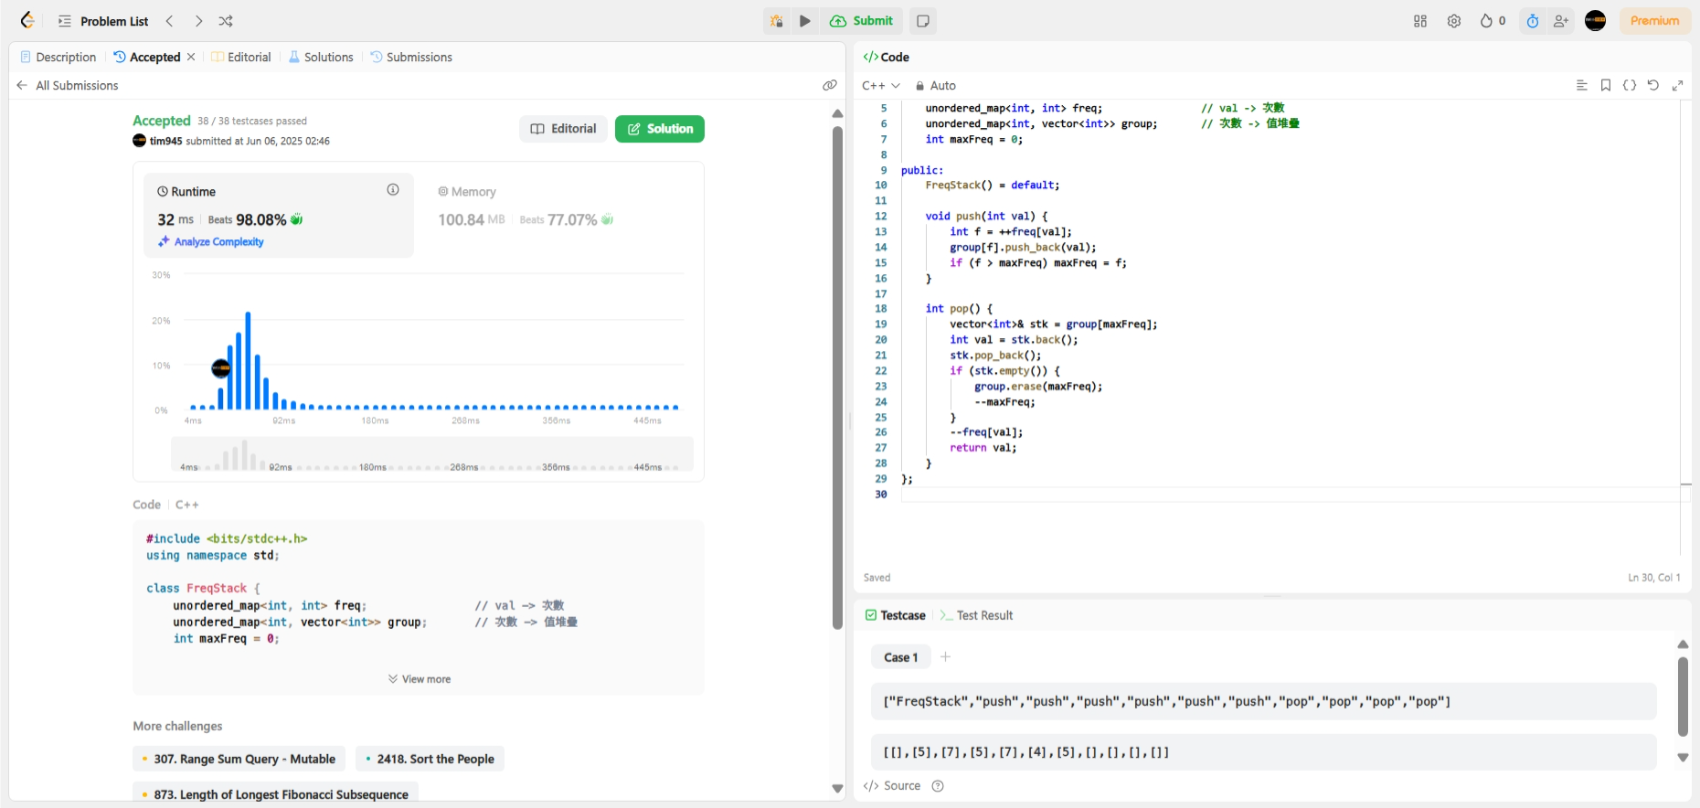 Problem List
Submit
0
Premium
Description
Accepted
Editorial
Solutions
Submissions
All Submissions
Accepted 38 / 38 testcases passed
tim945 submitted at Jun 06, 2025 02:46
Editorial
Solution
Runtime
32 ms Beats 98.08%
Analyze Complexity
Memory
100.84 MB Beats 77.07%
30%
20%
10%
0%
4ms 92ms 180ms 268ms 356ms 445ms
4ms 92ms 180ms 268ms 356ms 445ms
Code C++
#include <bits/stdc++.h>
using namespace std;
class FreqStack {
unordered_map<int, int> freq; // val -> 次數
unordered_map<int, vector<int>> group; // 次數 -> 值堆疊
int maxFreq = 0;
View more
More challenges
307. Range Sum Query - Mutable
2418. Sort the People
873. Length of Longest Fibonacci Subsequence
</>Code
C++
Auto
5 unordered_map<int, int> freq; // val -> 次數
6 unordered_map<int, vector<int>> group; // 次數 -> 值堆疊
7 int maxFreq = 0;
8
9 public:
10 FreqStack() = default;
11
12 void push(int val) {
13 int f = ++freq[val];
14 group[f].push_back(val);
15 if (f > maxFreq) maxFreq = f;
16 }
17
18 int pop() {
19 vector<int>& stk = group[maxFreq];
20 int val = stk.back();
21 stk.pop_back();
22 if (stk.empty()) {
23 group.erase(maxFreq);
24 --maxFreq;
25 }
26 --freq[val];
27 return val;
28 }
29 };
30
Saved
Ln 30, Col 1
Testcase
>_ Test Result
Case 1
+
["FreqStack","push","push","push","push","push","push","pop","pop","pop","pop"]
[[],[5],[7],[5],[7],[4],[5],[],[],[],[]]
</> Source